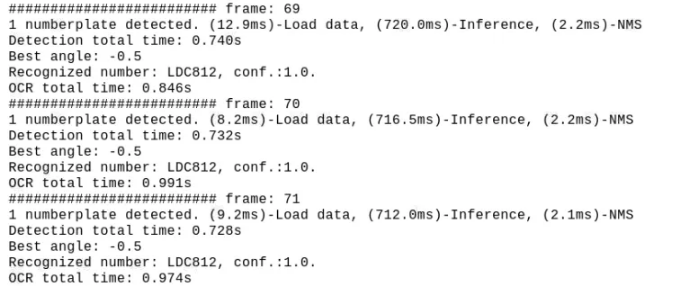 ######################### frame: 69
1 numberplate detected. (12.9ms)-Load data, (720.0ms)-Inference, (2.2ms)-NMS
Detection total time: 0.740s
Best angle: -0.5
Recognized number: LDC812, conf.:1.0.
OCR total time: 0.846s
######################### frame: 70
1 numberplate detected. (8.2ms)-Load data, (716.5ms)-Inference, (2.2ms)-NMS
Detection total time: 0.732s
Best angle: -0.5
Recognized number: LDC812, conf.:1.0.
OCR total time: 0.991s
######################### frame: 71
1 numberplate detected. (9.2ms)-Load data, (712.0ms)-Inference, (2.1ms)-NMS
Detection total time: 0.728s
Best angle: -0.5
Recognized number: LDC812, conf.:1.0.
OCR total time: 0.974s